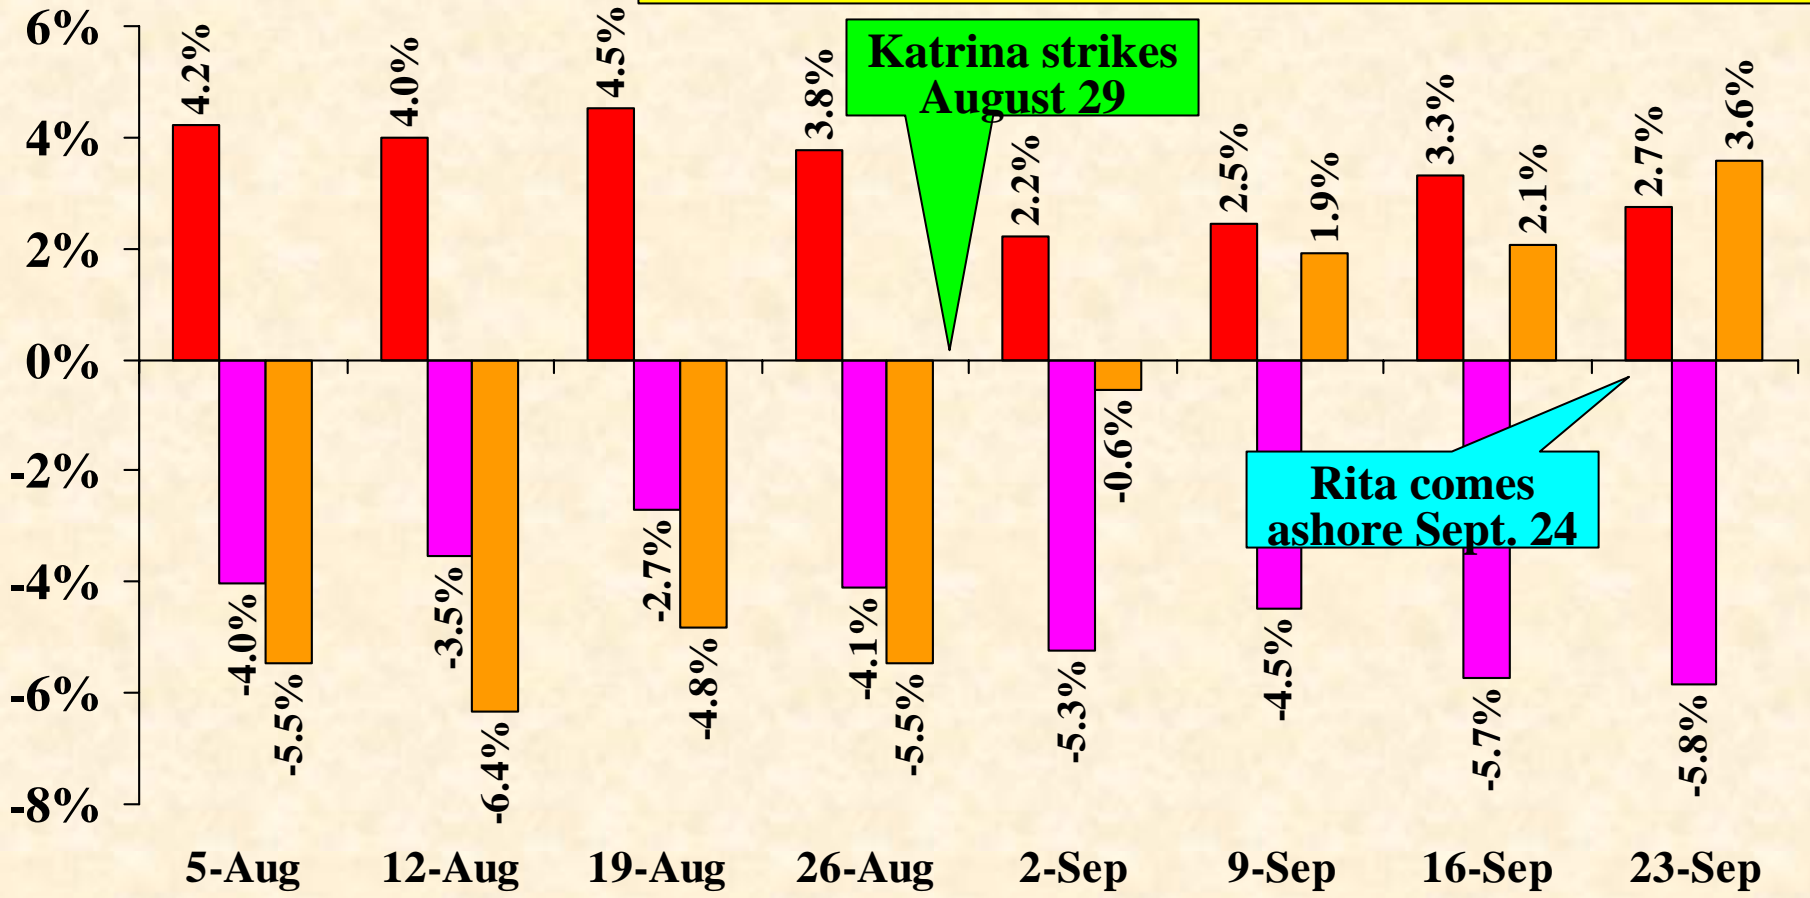 6%
4%
2%
0%
-2%
-4%
-6%
-8%
4.2%
-4.0%
-5.5%
4.0%
-3.5%
-6.4%
4.5%
-2.7%
-4.8%
3.8%
-4.1%
-5.5%
Katrina strikes
August 29
2.2%
-5.3%
-0.6%
2.5%
-4.5%
1.9%
3.3%
-5.7%
2.1%
2.7%
-5.8%
3.6%
Rita comes
ashore Sept. 24
5-Aug
12-Aug
19-Aug
26-Aug
2-Sep
9-Sep
16-Sep
23-Sep